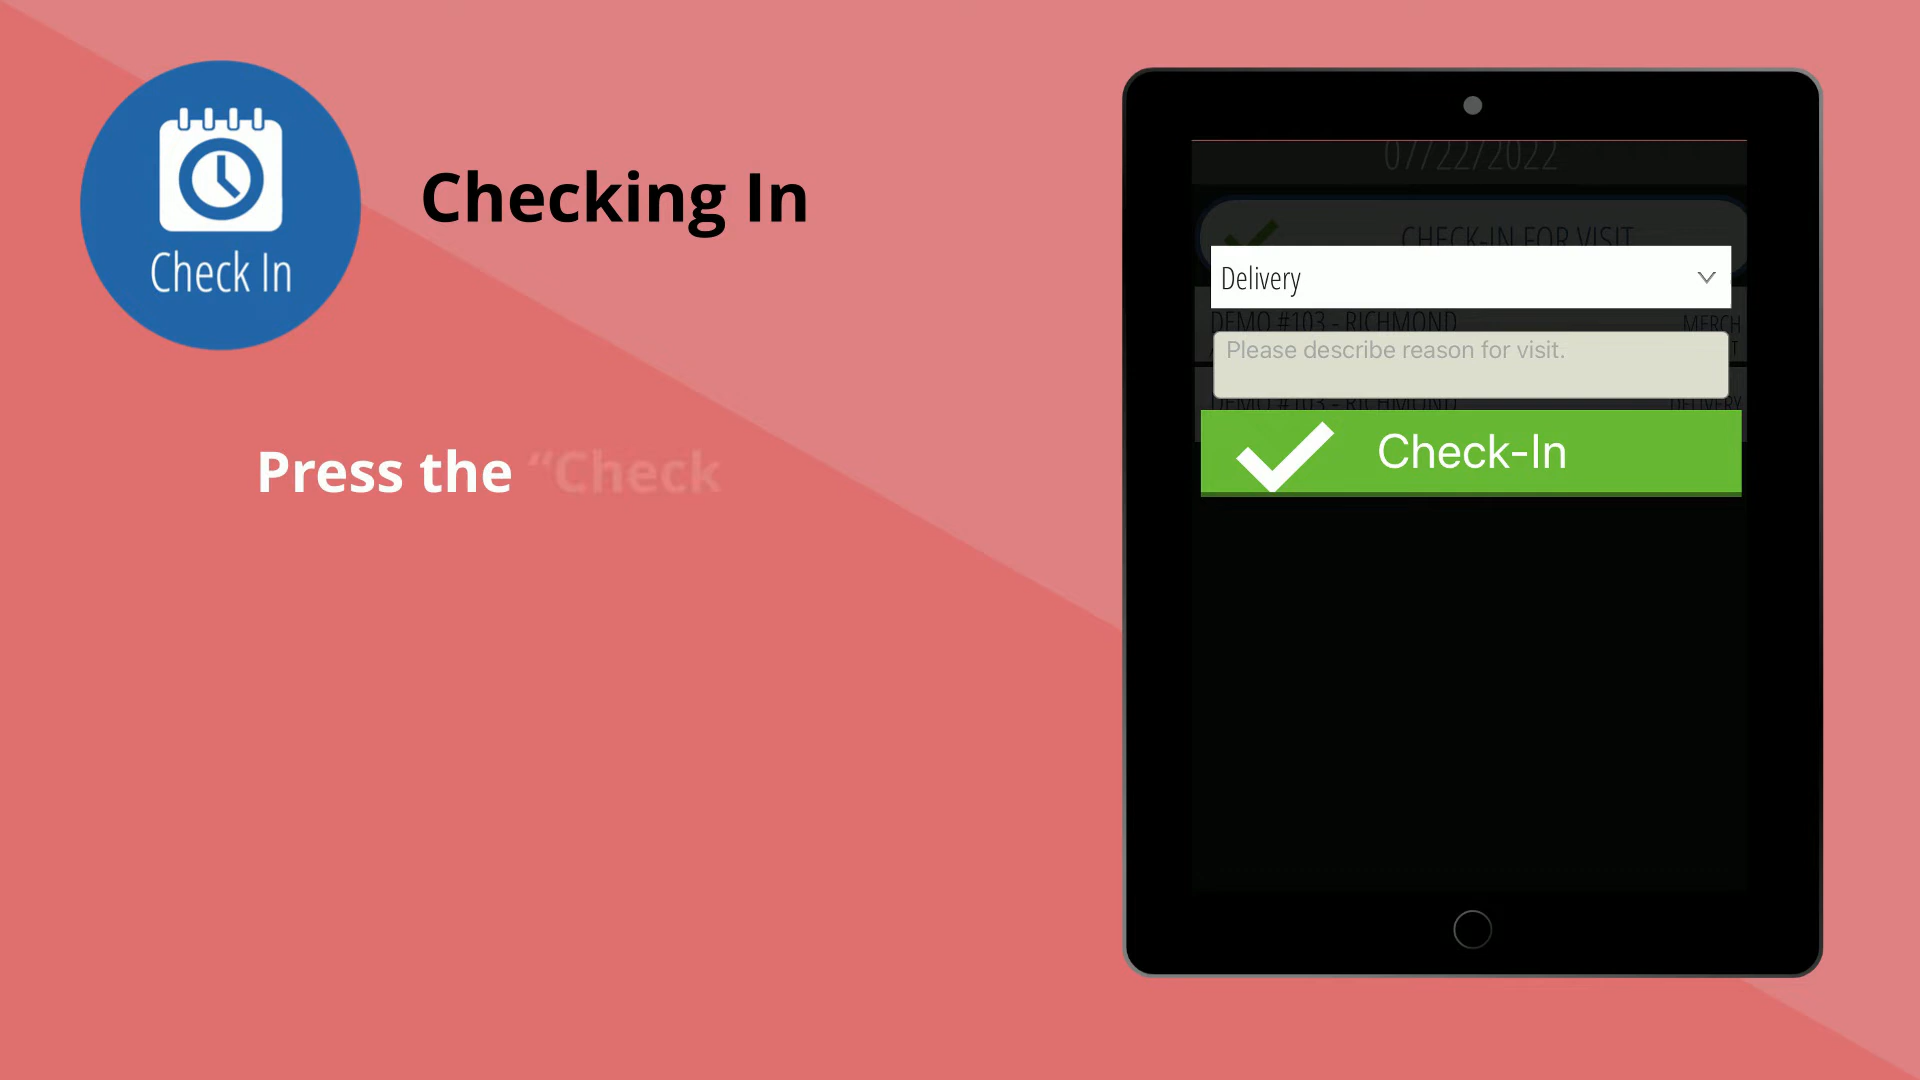 Check In
Checking In
Press the “Check
07/22/2022
CHECK-IN FOR VISIT
Delivery
DEMO #103 - RICHMOND MERCH
Please describe reason for visit.
DEMO #103 - RICHMOND DELIVERY
Check-In